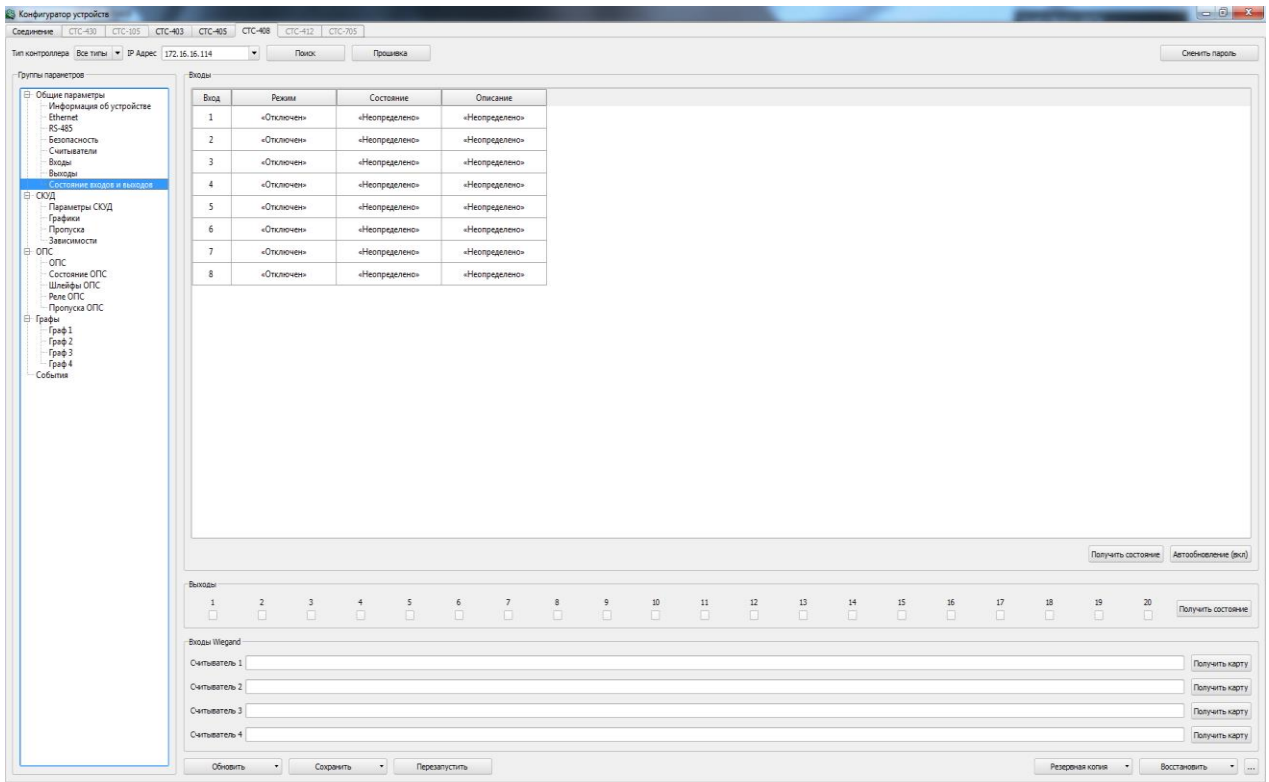 Конфигуратор устройств
Соединение СТС-430 СТС-105 СТС-403 СТС-405 СТС-408 СТС-412 СТС-705
Тип контроллера Все типы IP Адрес 172.16.16.114 Поиск Прошивка Сменить пароль
Группы параметров
Общие параметры
Информация об устройстве
Ethernet
RS-485
Безопасность
Считыватели
Входы
Выходы
Состояние входов и выходов
СКУД
Параметры СКУД
Графики
Пропуска
Зависимости
ОПС
ОПС
Состояние ОПС
Шлейфы ОПС
Реле ОПС
Пропуска ОПС
Графы
Граф 1
Граф 2
Граф 3
Граф 4
События
Входы
Вход Режим Состояние Описание
1 «Отключен» «Неопределено» «Неопределено»
2 «Отключен» «Неопределено» «Неопределено»
3 «Отключен» «Неопределено» «Неопределено»
4 «Отключен» «Неопределено» «Неопределено»
5 «Отключен» «Неопределено» «Неопределено»
6 «Отключен» «Неопределено» «Неопределено»
7 «Отключен» «Неопределено» «Неопределено»
8 «Отключен» «Неопределено» «Неопределено»
Получить состояние Автообновление (вкл)
Выходы
1 2 3 4 5 6 7 8 9 10 11 12 13 14 15 16 17 18 19 20
Получить состояние
Входы Wiegand
Считыватель 1 Получить карту
Считыватель 2 Получить карту
Считыватель 3 Получить карту
Считыватель 4 Получить карту
Обновить Сохранить Перезапустить Резервная копия Восстановить ...